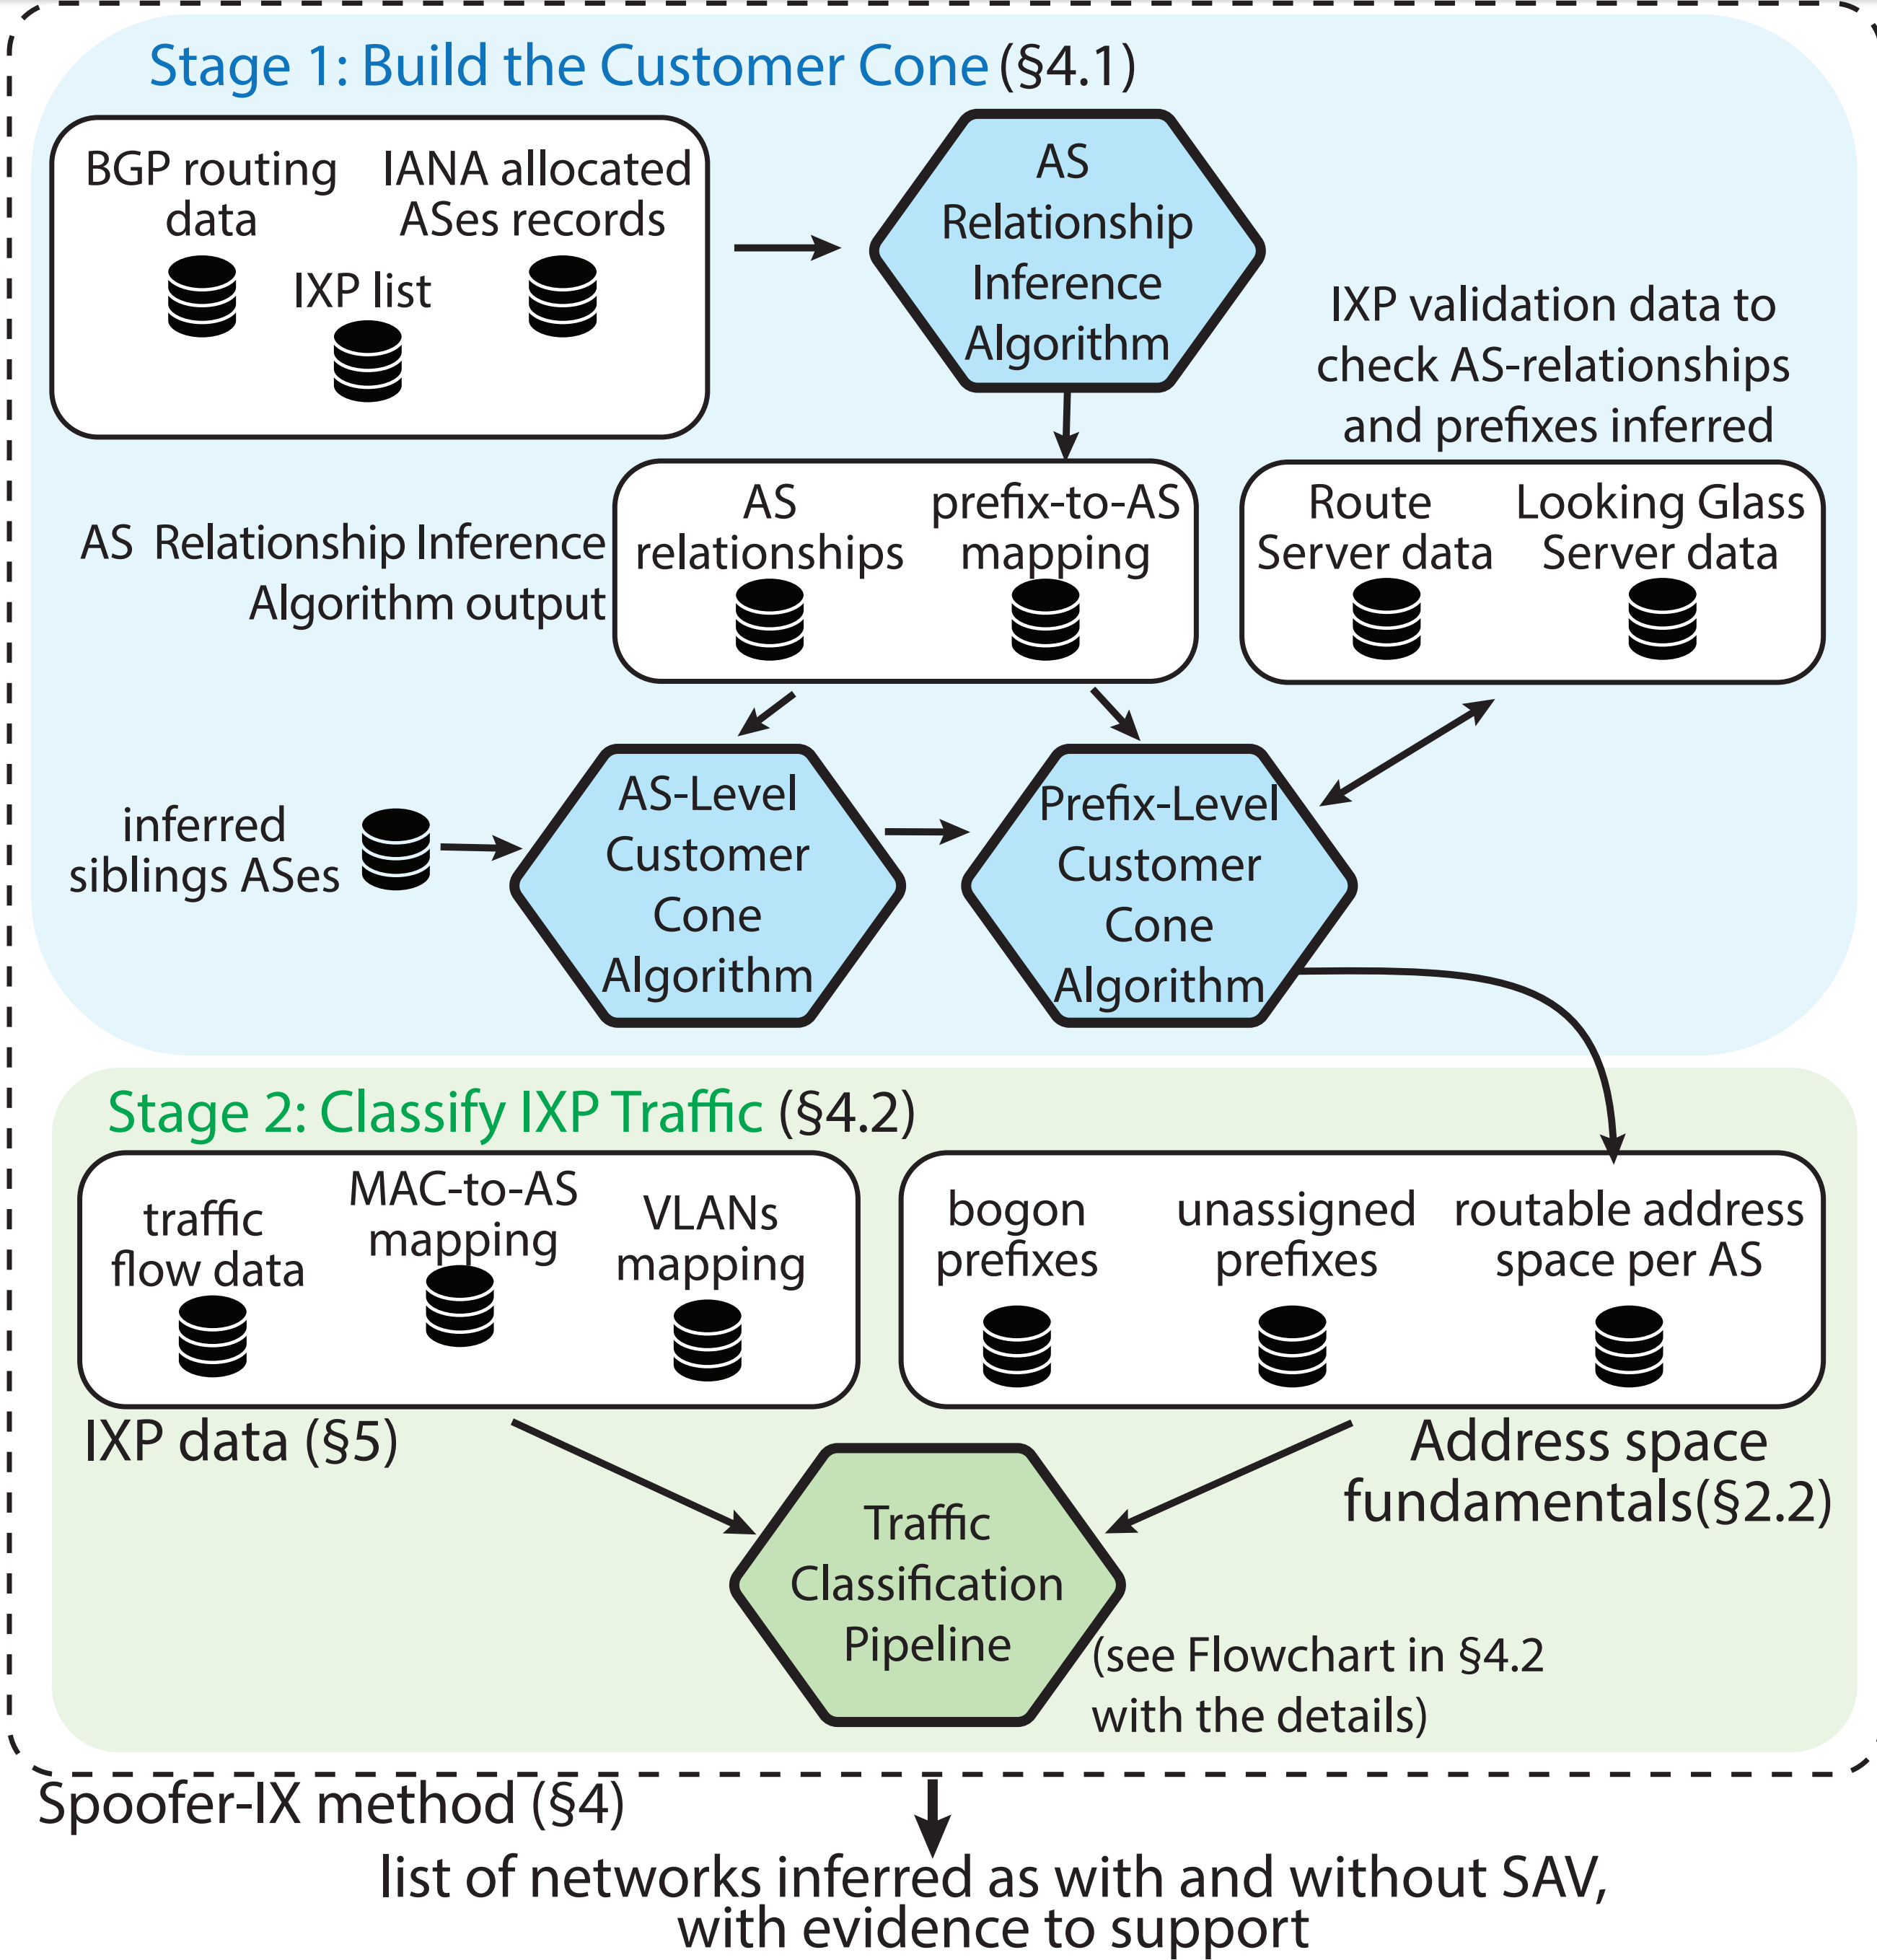 Stage 1: Build the Customer Cone (§4.1)
BGP routing
data
IANA allocated
ASes records
IXP list
AS
Relationship
Inference
Algorithm
IXP validation data to
check AS-relationships
and prefixes inferred
AS Relationship Inference
Algorithm output
AS
relationships
prefix-to-AS
mapping
Route
Server data
Looking Glass
Server data
inferred
siblings ASes
AS-Level
Customer
Cone
Algorithm
Prefix-Level
Customer
Cone
Algorithm
Stage 2: Classify IXP Traffic (§4.2)
traffic
flow data
MAC-to-AS
mapping
VLANs
mapping
bogon
prefixes
unassigned
prefixes
routable address
space per AS
IXP data (§5)
Address space
fundamentals(§2.2)
Traffic
Classification
Pipeline
(see Flowchart in §4.2
with the details)
Spoofer-IX method (§4)
list of networks inferred as with and without SAV,
with evidence to support